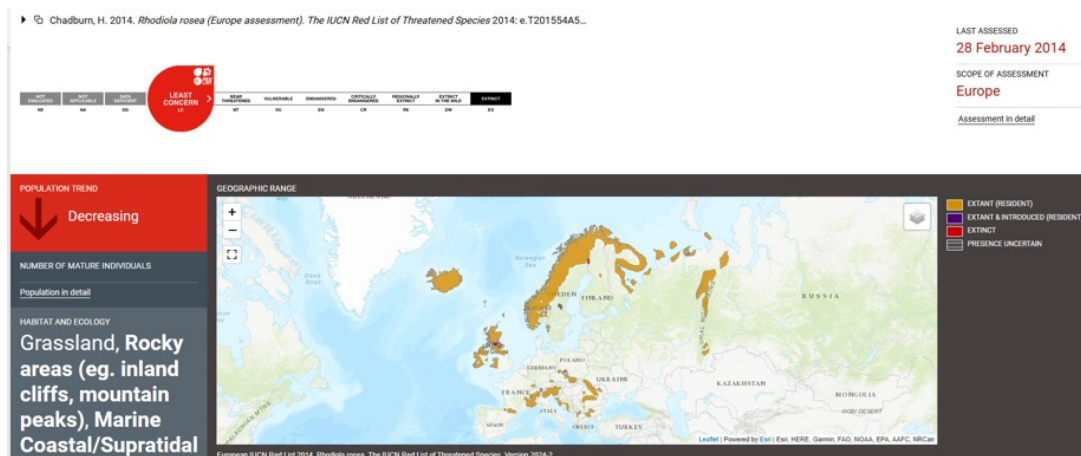 Chadburn, H. 2014. Rhodiola rosea (Europe assessment). The IUCN Red List of Threatened Species 2014: e.T201554A5...
LAST ASSESSED
28 February 2014
SCOPE OF ASSESSMENT
Europe
Assessment in detail
NOT EVALUATED
NE
NOT APPLICABLE
NA
DATA DEFICIENT
DD
LEAST CONCERN
LC
NEAR THREATENED
NT
VULNERABLE
VU
ENDANGERED
EN
CRITICALLY ENDANGERED
CR
REGIONALLY EXTINCT
RE
EXTINCT IN THE WILD
EW
EXTINCT
EX
POPULATION TREND
Decreasing
NUMBER OF MATURE INDIVIDUALS
Population in detail
HABITAT AND ECOLOGY
Grassland, Rocky
areas (eg. inland
cliffs, mountain
peaks), Marine
Coastal/Supratidal
GEOGRAPHIC RANGE
+
−
Davis
Strait
Norwegian
Sea
FINLAND
RUSSIA
POLAND
GERMANY
UKRAINE
FRANCE
KAZAKHSTAN
MONGOLIA
GOBI DESERT
ITALY
SPAIN
GREECE
TURKEY
Leaflet | Powered by Esri | Esri, HERE, Garmin, FAO, NOAA, EPA, AAFC, NRCan
EXTANT (RESIDENT)
EXTANT & INTRODUCED (RESIDENT
EXTINCT
PRESENCE UNCERTAIN
European IUCN Red List 2014. Rhodiola rosea. The IUCN Red List of Threatened Species. Version 2024-2